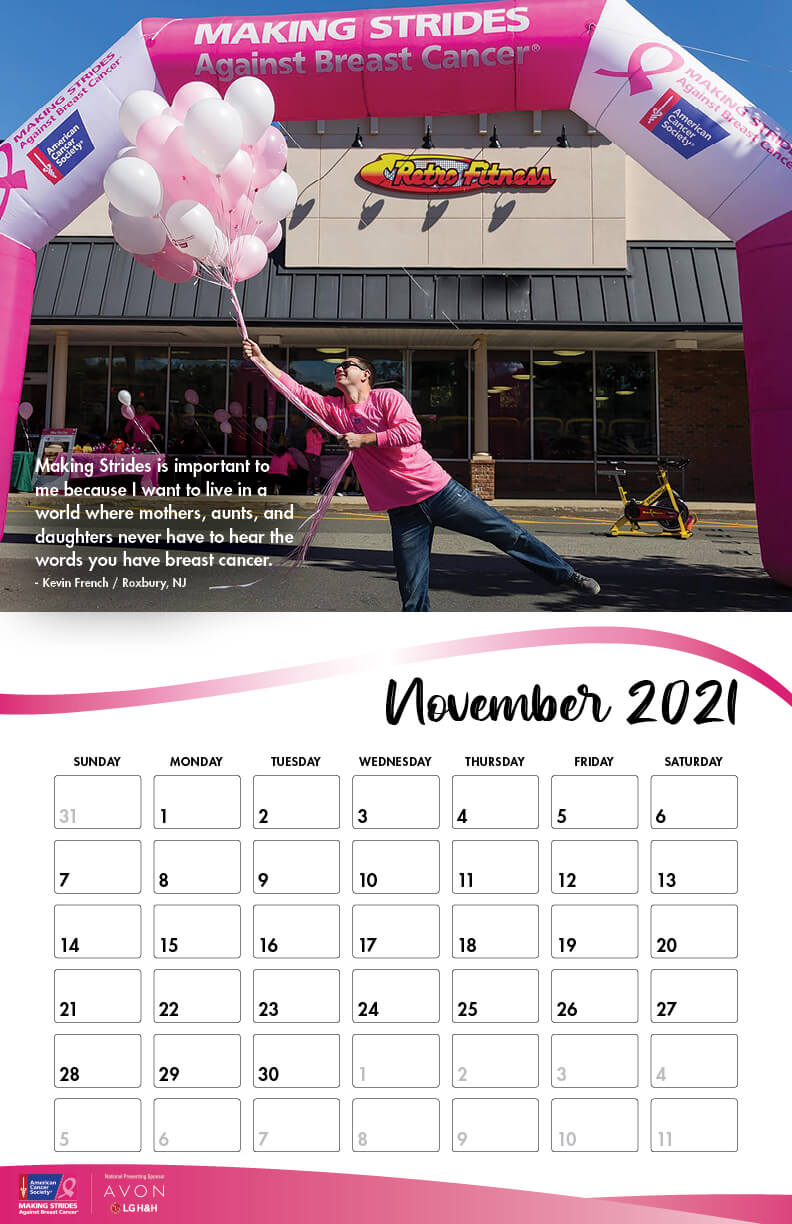 MAKING STRIDES
Against Breast Cancer®
MAKING STRIDES
Against Breast Cancer®
American
Cancer
Society®
MAKING STRIDES
Against Breast Cancer®
American
Cancer
Society®
Retro Fitness
Making Strides is important to
me because I want to live in a
world where mothers, aunts, and
daughters never have to hear the
words you have breast cancer.
- Kevin French / Roxbury, NJ
November 2021
SUNDAY MONDAY TUESDAY WEDNESDAY THURSDAY FRIDAY SATURDAY
31 1 2 3 4 5 6
7 8 9 10 11 12 13
14 15 16 17 18 19 20
21 22 23 24 25 26 27
28 29 30 1 2 3 4
5 6 7 8 9 10 11
American
Cancer
Society®
MAKING STRIDES
Against Breast Cancer®
National Presenting Sponsor
AVON
LG H&H